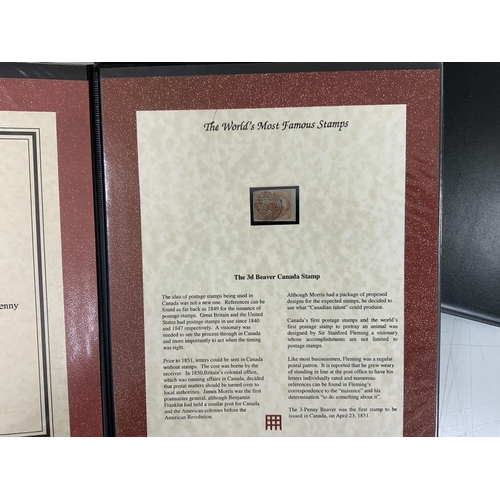 enny
The World's Most Famous Stamps
The 3d Beaver Canada Stamp
The idea of postage stamps being used in
Canada was not a new one. References can be
found as far back as 1849 for the issuance of
postage stamps. Great Britain and the United
States had postage stamps in use since 1840
and 1847 respectively. A visionary was
needed to see the process through in Canada
and more importantly to act when the timing
was right.
Prior to 1851, letters could be sent in Canada
without stamps. The cost was borne by the
receiver. In 1850,Britain's colonial office,
which was running affairs in Canada, decided
that postal matters should be turned over to
local authorities. James Morris was the first
postmaster general, although Benjamin
Franklin had held a similar post for Canada
and the American colonies before the
American Revolution.
Although Morris had a package of proposed
designs for the expected stamps, he decided to
see what "Canadian talent" could produce.
Canada's first postage stamps and the world's
first postage stamp to portray an animal was
designed by Sir Stanford Fleming a visionary
whose accomplishments are not limited to
postage stamps.
Like most businessmen, Fleming was a regular
postal patron. It is reported that he grew weary
of standing in line at the post office to have his
letters individually rated and numerous
references can be found in Fleming's
correspondence to the "nuisance" and his
determination "to do something about it".
The 3-Penny Beaver was the first stamp to be
issued in Canada, on April 23, 1851